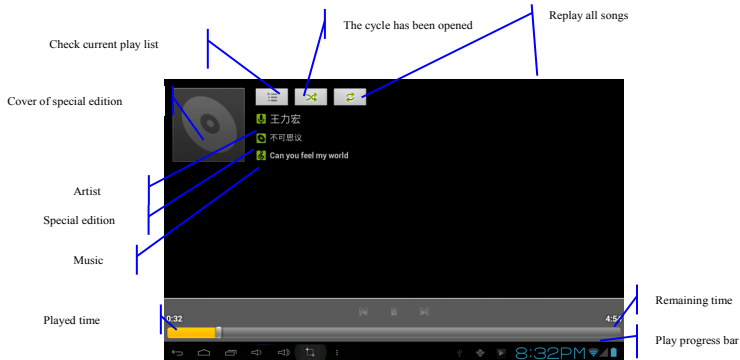 Replay all songs
The cycle has been opened
Check current play list
Cover of special edition
王力宏
不可思议
Can you feel my world
Artist
Special edition
Music
Remaining time
0:32
4:54
Played time
Play progress bar
8:32PM